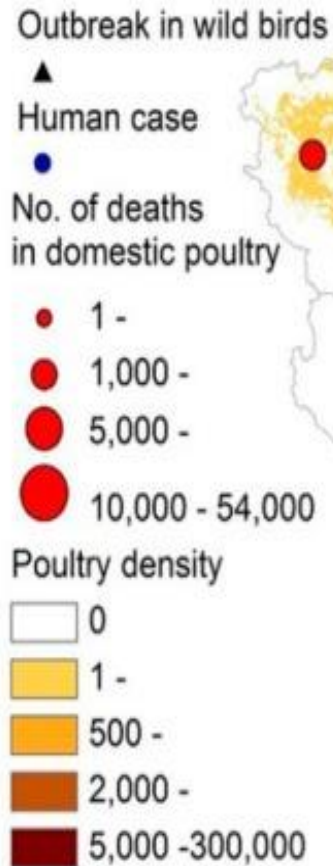 Outbreak in wild birds
Human case
No. of deaths
in domestic poultry
1 -
1,000 -
5,000 -
10,000 - 54,000
Poultry density
0
1 -
500 -
2,000 -
5,000 -300,000